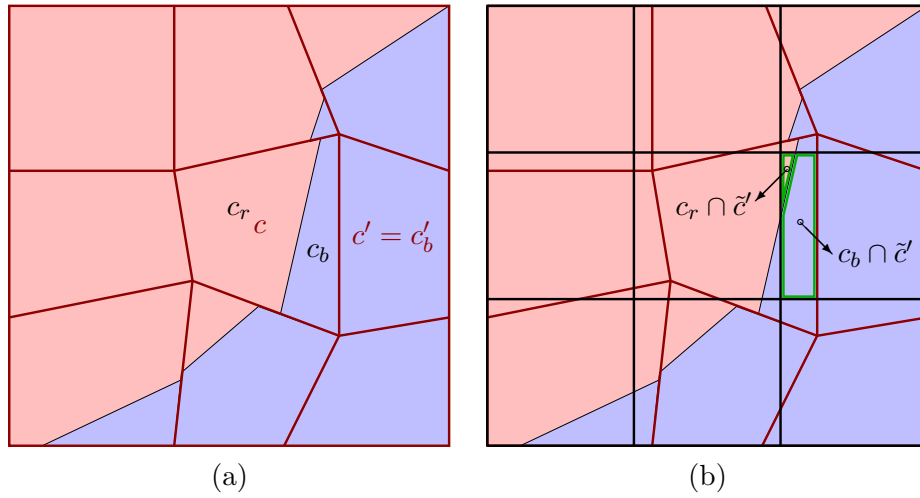 c_r c
c_b
c' = c'_b
c_r ∩ c̃'
c_b ∩ c̃'
(a)
(b)